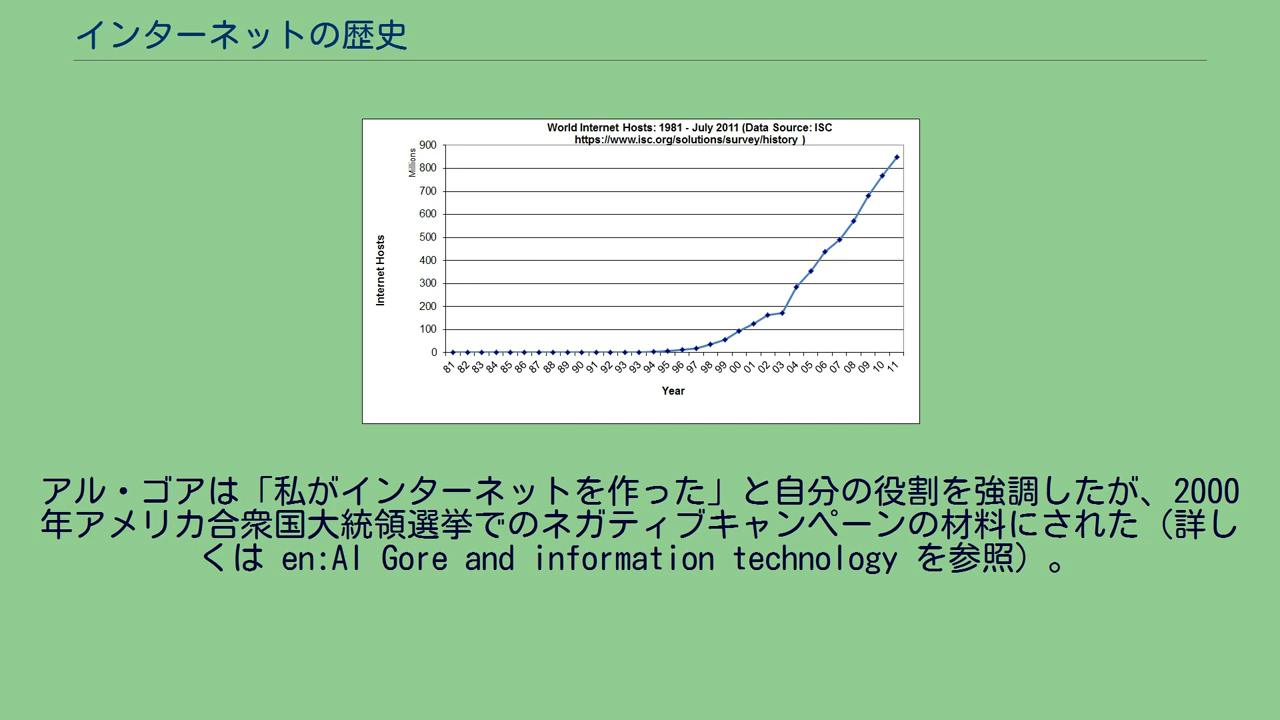 インターネットの歴史
World Internet Hosts: 1981 - July 2011 (Data Source: ISC
https://www.isc.org/solutions/survey/history )
Millions
Internet Hosts
900
800
700
600
500
400
300
200
100
0
81 82 83 84 85 86 87 88 89 90 91 92 93 93 94 95 96 97 98 99 00 01 02 03 04 05 06 07 08 09 10 11
Year
アル・ゴアは「私がインターネットを作った」と自分の役割を強調したが、2000
年アメリカ合衆国大統領選挙でのネガティブキャンペーンの材料にされた（詳し
くは en:Al Gore and information technology を参照）。